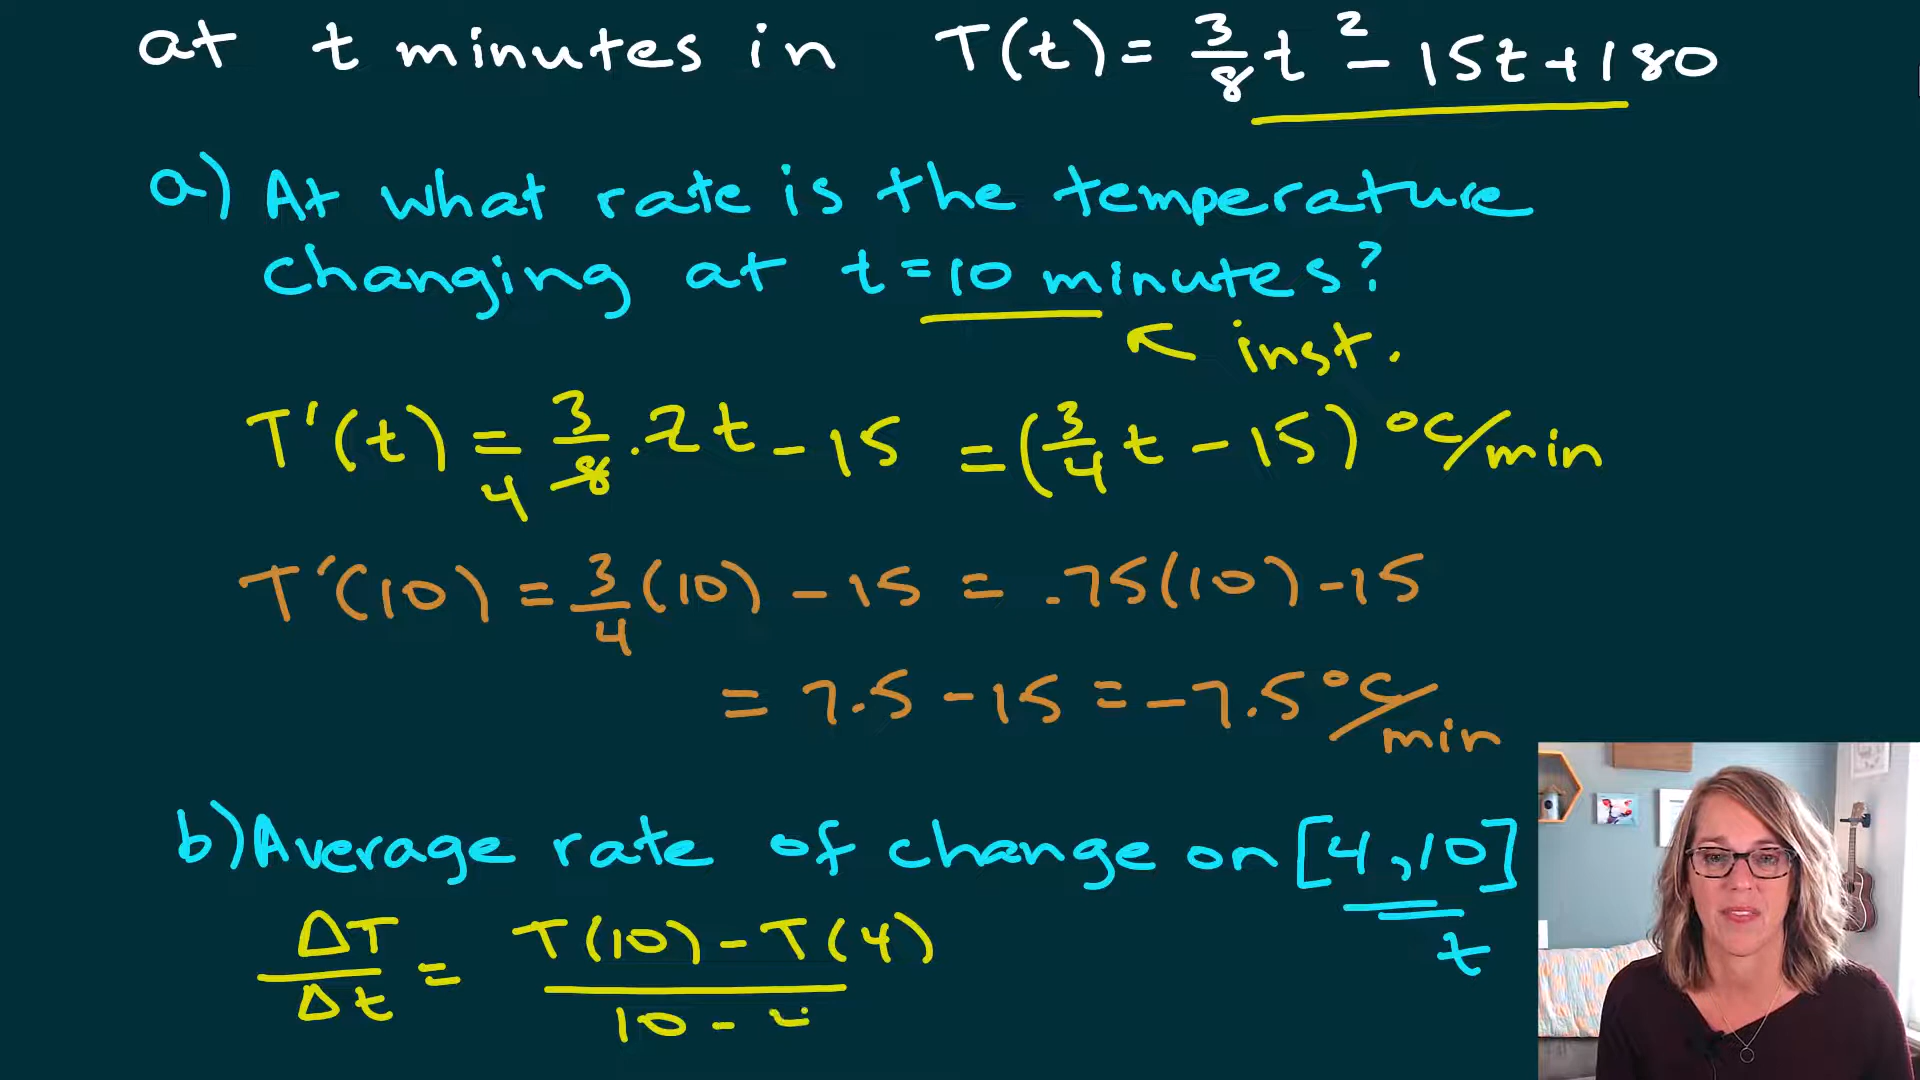 at t minutes in T(t) = 3/8 t² - 15t + 180
a) At what rate is the temperature
changing at t = 10 minutes?
← inst.
T'(t) = 3/8 · 2t - 15 = (3/4 t - 15) °C/min
4
T'(10) = 3/4 (10) - 15 = .75(10) - 15
= 7.5 - 15 = -7.5 °C/min
b) Average rate of change on [4, 10]
t
ΔT/Δt = T(10) - T(4) / 10 - 4